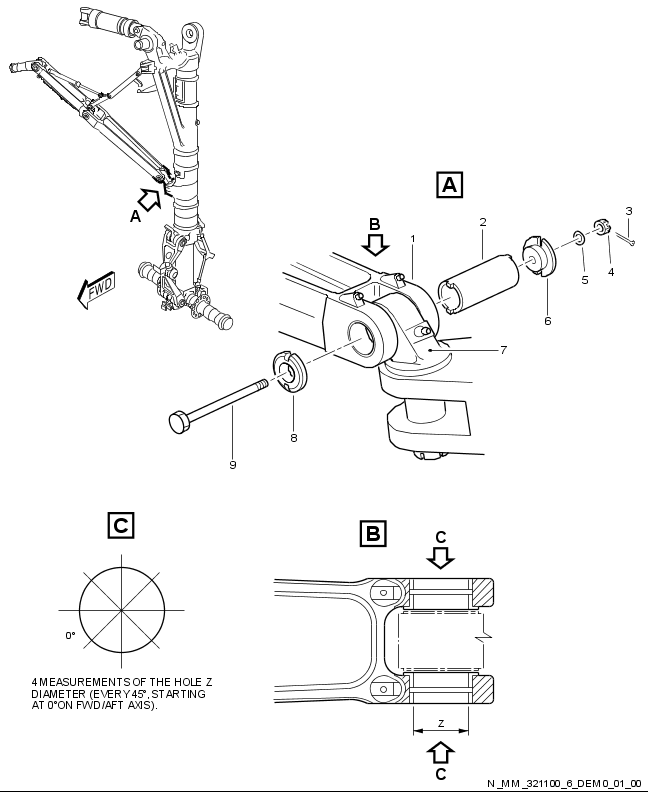 A
FWD
A
B
1
2
3
4
5
6
7
8
9
C
0°
4 MEASUREMENTS OF THE HOLE Z
DIAMETER (EVERY 45°, STARTING
AT 0° ON FWD/AFT AXIS).
B
C
Z
C
N_MM_321100_6_DEM0_01_00